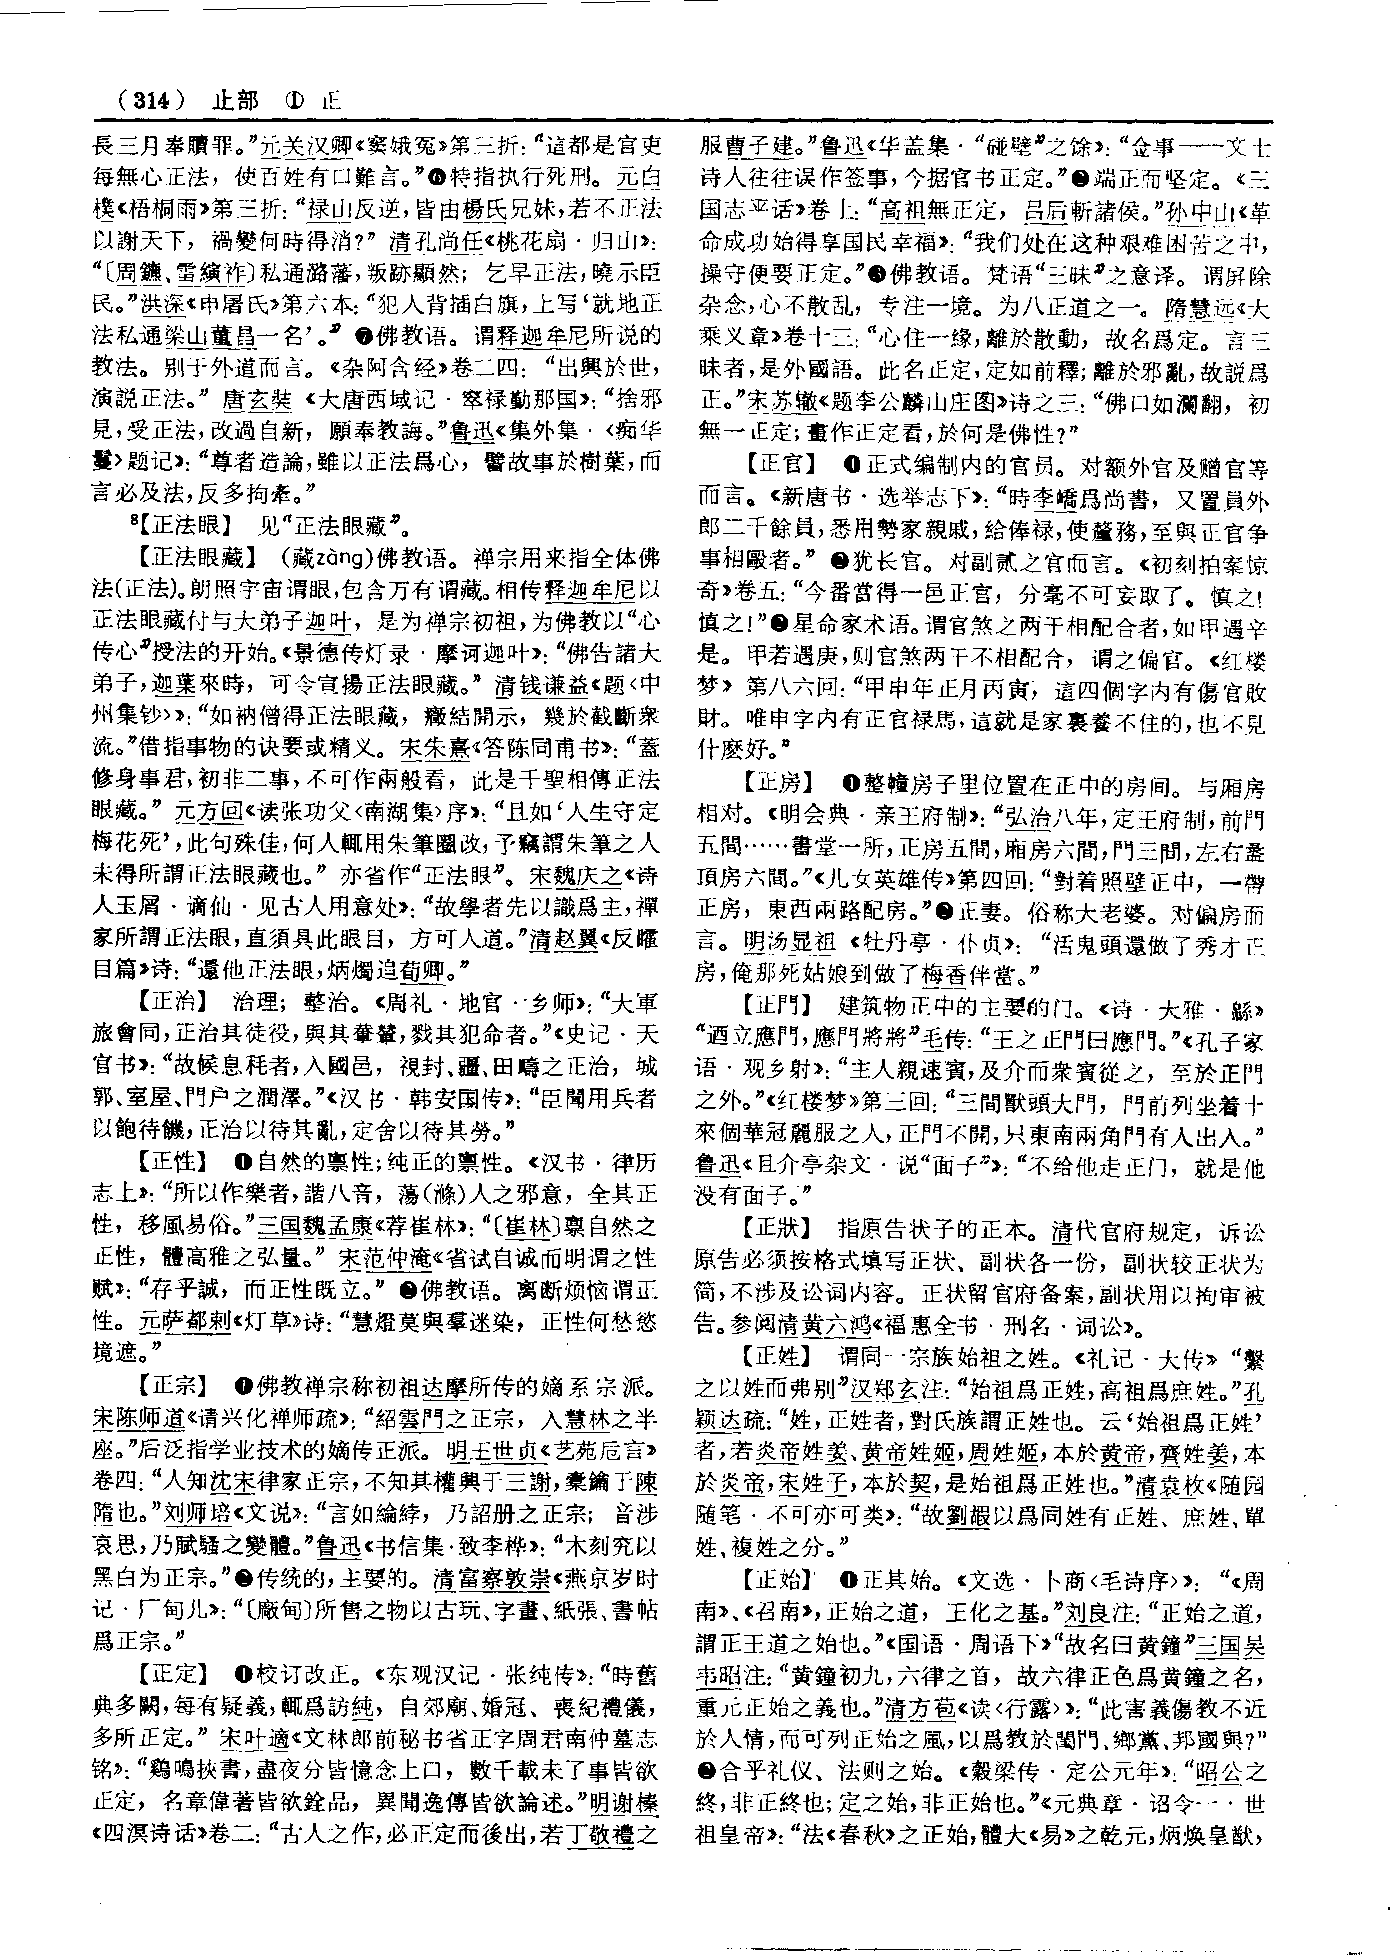 （314） 止部 ① 正
長三月奉贖罪。”元关汉卿《窦娥冤》第三折：“這都是官吏
每無心正法，使百姓有口難言。”❻特指执行死刑。元白
樸《梧桐雨》第三折：“禄山反逆，皆由楊氏兄妹，若不正法
以謝天下，禍變何時得消？”清孔尚任《桃花扇·归山》：
“〔周鑣、雷縯祚〕私通潞藩，叛跡顯然；乞早正法，曉示臣
民。”洪深《申屠氏》第六本：“犯人背插白旗，上写‘就地正
法私通梁山董昌一名’。”❼佛教语。谓释迦牟尼所说的
教法。别于外道而言。《杂阿含经》卷二四：“出興於世，
演説正法。”唐玄奘《大唐西域记·窣禄勤那国》：“捨邪
見，受正法，改過自新，願奉教誨。”鲁迅《集外集·〈痴华
鬘〉题记》：“尊者造論，雖以正法爲心，譬故事於樹葉，而
言必及法，反多拘牽。”
⁸【正法眼】 见“正法眼藏”。
【正法眼藏】（藏zàng）佛教语。禅宗用来指全体佛
法（正法）。朗照宇宙谓眼，包含万有谓藏。相传释迦牟尼以
正法眼藏付与大弟子迦叶，是为禅宗初祖，为佛教以“心
传心”授法的开始。《景德传灯录·摩诃迦叶》：“佛告諸大
弟子，迦葉來時，可令宣揚正法眼藏。”清钱谦益《题〈中
州集钞〉》：“如衲僧得正法眼藏，癥結開示，幾於截斷衆
流。”借指事物的诀要或精义。宋朱熹《答陈同甫书》：“蓋
修身事君，初非二事，不可作兩般看，此是千聖相傳正法
眼藏。”元方回《读张功父〈南湖集〉序》：“且如‘人生守定
梅花死’，此句殊佳，何人輒用朱筆圈改，予竊謂朱筆之人
未得所謂正法眼藏也。”亦省作“正法眼”。宋魏庆之《诗
人玉屑·谪仙·见古人用意处》：“故學者先以識爲主，禪
家所謂正法眼，直須具此眼目，方可入道。”清赵翼《反矐
目篇》诗：“還他正法眼，炳燭追荀卿。”
【正治】 治理；整治。《周礼·地官·乡师》：“大軍
旅會同，正治其徒役，與其輂輦，戮其犯命者。”《史记·天
官书》：“故候息秏者，入國邑，視封、疆、田疇之正治，城
郭、室屋、門户之潤澤。”《汉书·韩安国传》：“臣聞用兵者
以飽待饑，正治以待其亂，定舍以待其勞。”
【正性】 ❶自然的禀性；纯正的禀性。《汉书·律历
志上》：“所以作樂者，諧八音，蕩（滌）人之邪意，全其正
性，移風易俗。”三国魏孟康《荐崔林》：“〔崔林〕禀自然之
正性，體高雅之弘量。”宋范仲淹《省试自诚而明谓之性
赋》：“存乎誠，而正性既立。”❷佛教语。离断烦恼谓正
性。元萨都剌《灯草》诗：“慧燈莫與羣迷染，正性何愁慾
境遮。”
【正宗】 ❶佛教禅宗称初祖达摩所传的嫡系宗派。
宋陈师道《请兴化禅师疏》：“紹雲門之正宗，入慧林之半
座。”后泛指学业技术的嫡传正派。明王世贞《艺苑卮言》
卷四：“人知沈宋律家正宗，不知其權輿于三謝，橐鑰于陳
隋也。”刘师培《文说》：“言如綸綍，乃詔册之正宗；音涉
哀思，乃賦騷之變體。”鲁迅《书信集·致李桦》：“木刻究以
黑白为正宗。”❷传统的，主要的。清富察敦崇《燕京岁时
记·厂甸儿》：“〔廠甸〕所售之物以古玩、字畫、紙張、書帖
爲正宗。”
【正定】 ❶校订改正。《东观汉记·张纯传》：“時舊
典多闕，每有疑義，輒爲訪純，自郊廟、婚冠、喪紀禮儀，
多所正定。”宋叶適《文林郎前秘书省正字周君南仲墓志
铭》：“鷄鳴挾書，盡夜分皆憶念上口，數千載未了事皆欲
正定，名章偉著皆欲銓品，異聞逸傳皆欲論述。”明谢榛
《四溟诗话》卷二：“古人之作，必正定而後出，若丁敬禮之
服曹子建。”鲁迅《华盖集·“碰壁”之馀》：“佥事——文士
诗人往往误作签事，今据官书正定。”❷端正而坚定。《三
国志平话》卷上：“高祖無正定，吕后斬諸侯。”孙中山《革
命成功始得享国民幸福》：“我们处在这种艰难困苦之中，
操守便要正定。”❸佛教语。梵语“三昧”之意译。谓屏除
杂念，心不散乱，专注一境。为八正道之一。隋慧远《大
乘义章》卷十三：“心住一缘，離於散動，故名爲定。言三
昧者，是外國語。此名正定，定如前釋；離於邪亂，故説爲
正。”宋苏辙《题李公麟山庄图》诗之三：“佛口如瀾翻，初
無一正定；畫作正定看，於何是佛性？”
【正官】 ❶正式编制内的官员。对额外官及赠官等
而言。《新唐书·选举志下》：“時李嶠爲尚書，又置員外
郎二千餘員，悉用勢家親戚，給俸禄，使釐務，至與正官争
事相毆者。”❷犹长官。对副贰之官而言。《初刻拍案惊
奇》卷五：“今番當得一邑正官，分毫不可妄取了。慎之！
慎之！”❸星命家术语。谓官煞之两干相配合者，如甲遇辛
是。甲若遇庚，则官煞两干不相配合，谓之偏官。《红楼
梦》第八六回：“甲申年正月丙寅，這四個字内有傷官敗
財。唯申字内有正官禄馬，這就是家裏養不住的，也不見
什麽好。”
【正房】 ❶整幢房子里位置在正中的房间。与厢房
相对。《明会典·亲王府制》：“弘治八年，定王府制，前門
五間……書堂一所，正房五間，厢房六間，門三間，左右盝
頂房六間。”《儿女英雄传》第四回：“對着照壁正中，一帶
正房，東西兩路配房。”❷正妻。俗称大老婆。对偏房而
言。明汤显祖《牡丹亭·仆贞》：“活鬼頭還做了秀才正
房，俺那死姑娘到做了梅香伴當。”
【正門】 建筑物正中的主要的门。《诗·大雅·緜》
“迺立應門，應門將將”毛传：“王之正門曰應門。”《孔子家
语·观乡射》：“主人親速賓，及介而衆賓從之，至於正門
之外。”《红楼梦》第三回：“三間獸頭大門，門前列坐着十
來個華冠麗服之人，正門不開，只東南兩角門有人出入。”
鲁迅《且介亭杂文·说“面子”》：“不给他走正门，就是他
没有面子。”
【正狀】 指原告状子的正本。清代官府规定，诉讼
原告必须按格式填写正状、副状各一份，副状较正状为
简，不涉及讼词内容。正状留官府备案，副状用以拘审被
告。参阅清黄六鸿《福惠全书·刑名·词讼》。
【正姓】 谓同一宗族始祖之姓。《礼记·大传》“繫
之以姓而弗别”汉郑玄注：“始祖爲正姓，高祖爲庶姓。”孔
颖达疏：“姓，正姓者，對氏族謂正姓也。云‘始祖爲正姓’
者，若炎帝姓姜、黄帝姓姬，周姓姬，本於黄帝，齊姓姜，本
於炎帝，宋姓子，本於契，是始祖爲正姓也。”清袁枚《随园
随笔·不可亦可类》：“故劉嘏以爲同姓有正姓、庶姓、單
姓、複姓之分。”
【正始】 ❶正其始。《文选·卜商〈毛诗序〉》：“《周
南》、《召南》，正始之道，王化之基。”刘良注：“正始之道，
謂正王道之始也。”《国语·周语下》“故名曰黄鐘”三国吴
韦昭注：“黄鐘初九，六律之首，故六律正色爲黄鐘之名，
重元正始之義也。”清方苞《读〈行露〉》：“此害義傷教不近
於人情，而可列正始之風，以爲教於閨門、鄉黨、邦國與？”
❷合乎礼仪、法则之始。《穀梁传·定公元年》：“昭公之
終，非正終也；定之始，非正始也。”《元典章·诏令一·世
祖皇帝》：“法《春秋》之正始，體大《易》之乾元，炳焕皇猷，